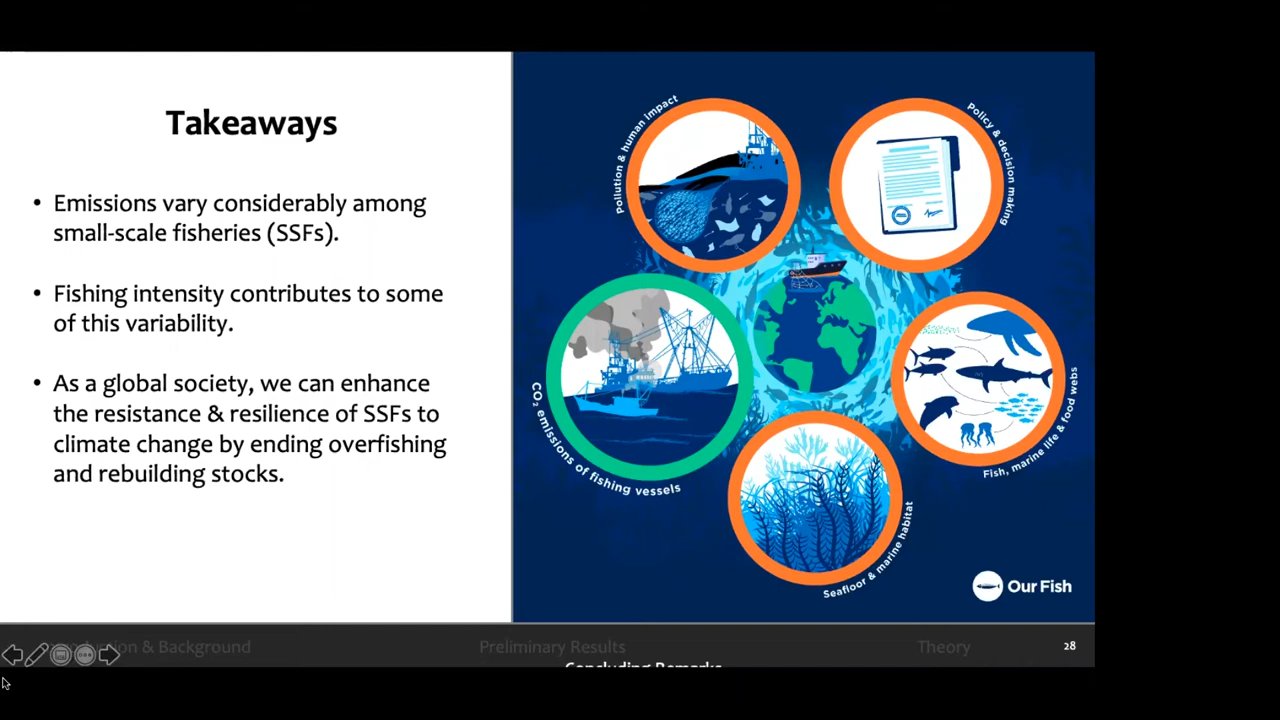 Takeaways
• Emissions vary considerably among
small-scale fisheries (SSFs).
• Fishing intensity contributes to some
of this variability.
• As a global society, we can enhance
the resistance & resilience of SSFs to
climate change by ending overfishing
and rebuilding stocks.
Pollution & human impact
Policy & decision making
CO₂ emissions of fishing vessels
Fish, marine life & food webs
Seafloor & marine habitat
Our Fish
& Background
Preliminary Results
Theory
28
Concluding Remarks